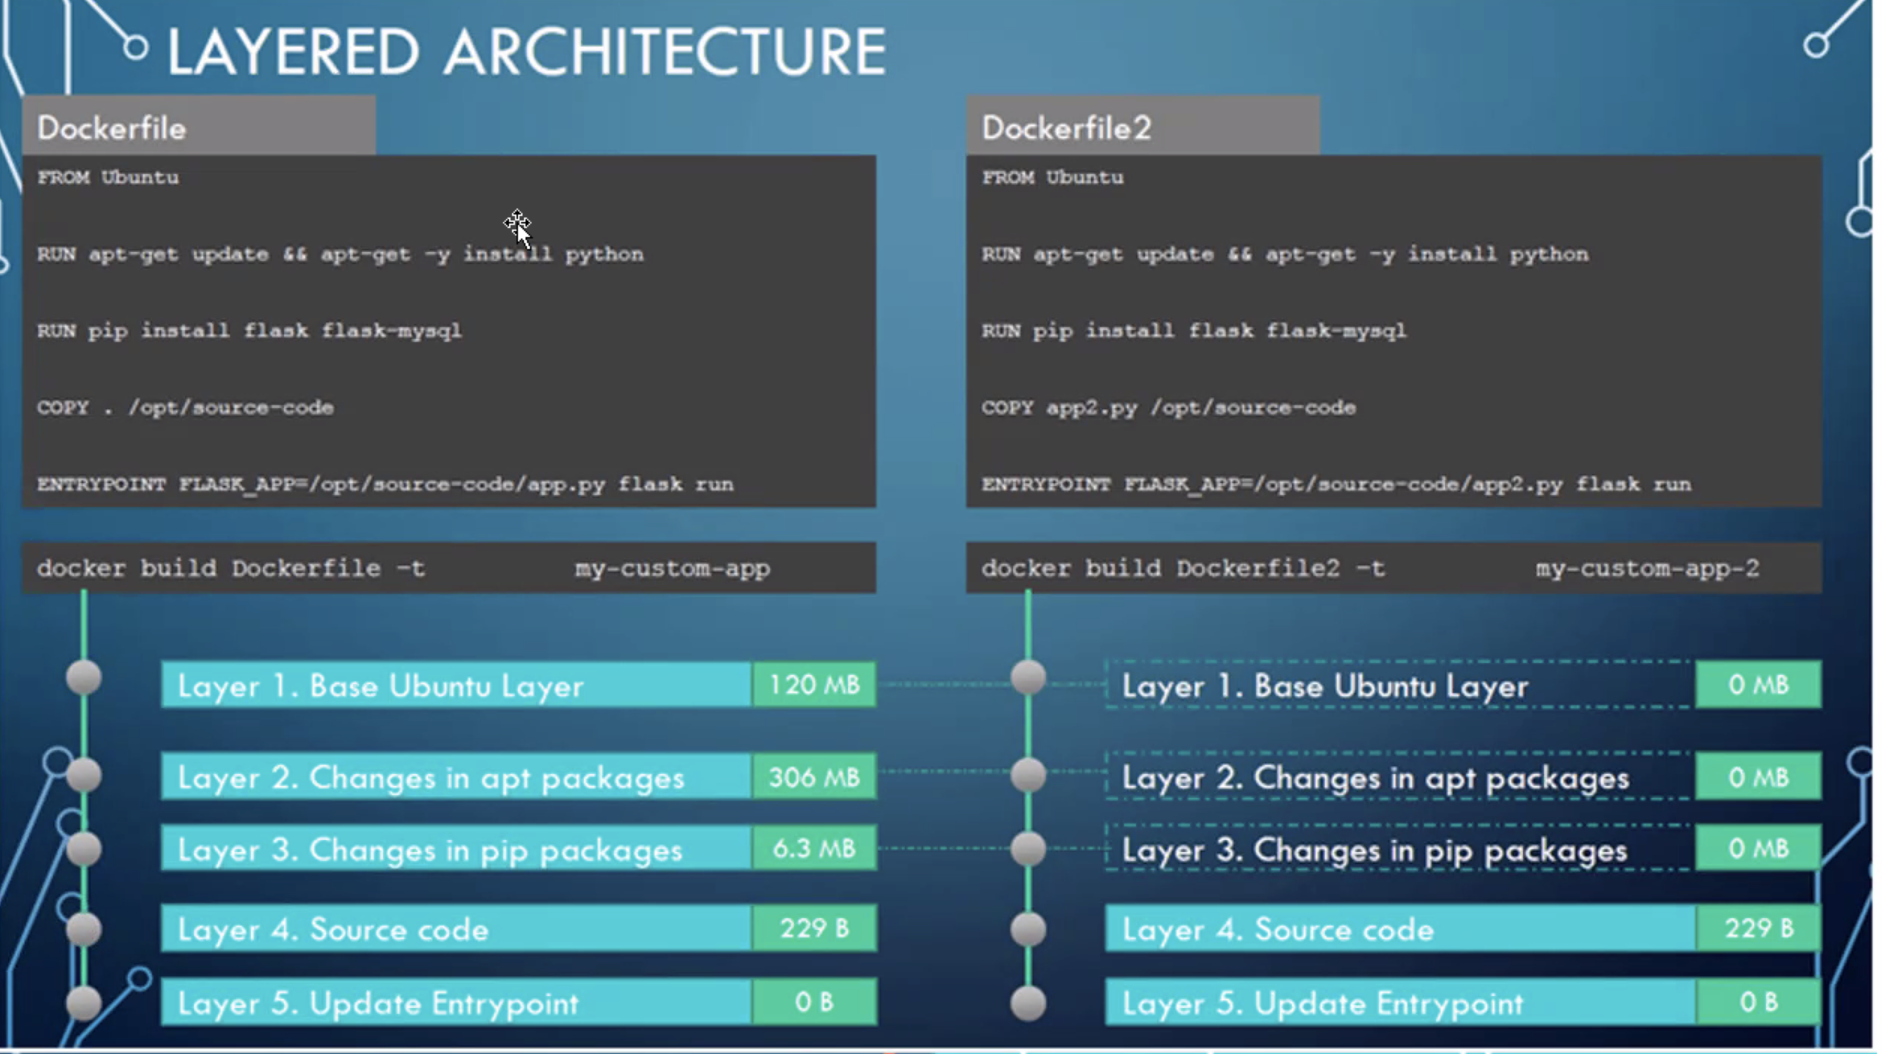 LAYERED ARCHITECTURE
Dockerfile
FROM Ubuntu
RUN apt-get update && apt-get -y install python
RUN pip install flask flask-mysql
COPY . /opt/source-code
ENTRYPOINT FLASK_APP=/opt/source-code/app.py flask run
docker build Dockerfile -t my-custom-app
Layer 1. Base Ubuntu Layer 120 MB
Layer 2. Changes in apt packages 306 MB
Layer 3. Changes in pip packages 6.3 MB
Layer 4. Source code 229 B
Layer 5. Update Entrypoint 0 B
Dockerfile2
FROM Ubuntu
RUN apt-get update && apt-get -y install python
RUN pip install flask flask-mysql
COPY app2.py /opt/source-code
ENTRYPOINT FLASK_APP=/opt/source-code/app2.py flask run
docker build Dockerfile2 -t my-custom-app-2
Layer 1. Base Ubuntu Layer 0 MB
Layer 2. Changes in apt packages 0 MB
Layer 3. Changes in pip packages 0 MB
Layer 4. Source code 229 B
Layer 5. Update Entrypoint 0 B